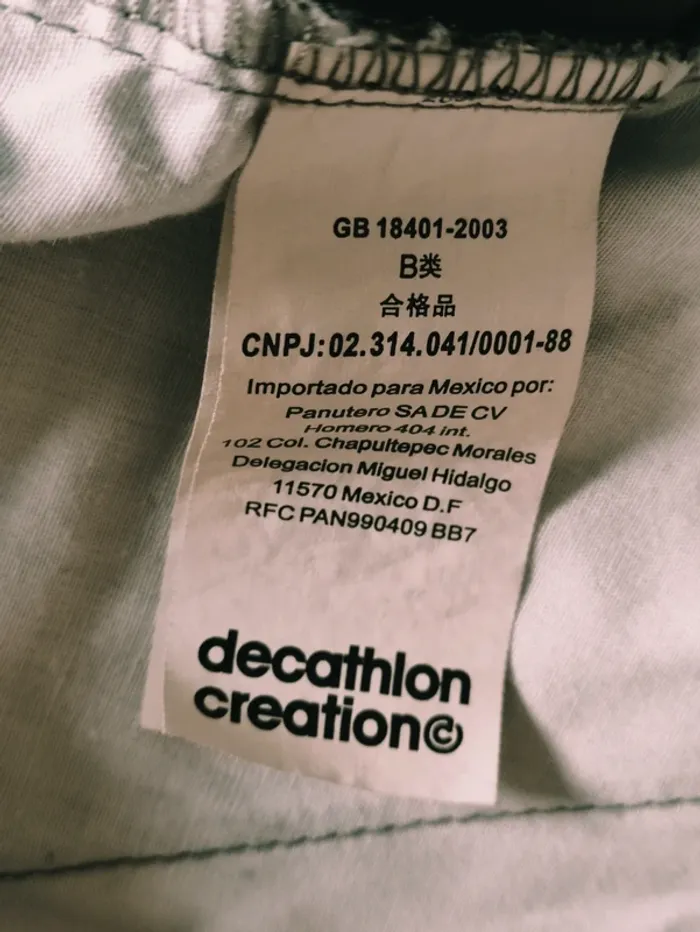 GB 18401-2003
B类
合格品
CNPJ:02.314.041/0001-88
Importado para Mexico por:
Panutero SA DE CV
Homero 404 int.
102 Col. Chapultepec Morales
Delegacion Miguel Hidalgo
11570 Mexico D.F
RFC PAN990409 BB7
decathlon
creation©